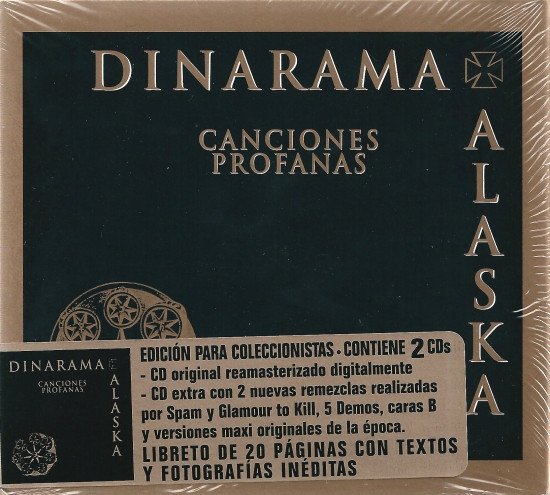 DINARAMA
ALASKA
CANCIONES
PROFANAS
DINARAMA
ALASKA
CANCIONES
PROFANAS
EDICIÓN PARA COLECCIONISTAS · CONTIENE 2 CDs
- CD original reamasterizado digitalmente
- CD extra con 2 nuevas remezclas realizadas
por Spam y Glamour to Kill, 5 Demos, caras B
y versiones maxi originales de la época.
LIBRETO DE 20 PÁGINAS CON TEXTOS
Y FOTOGRAFÍAS INÉDITAS